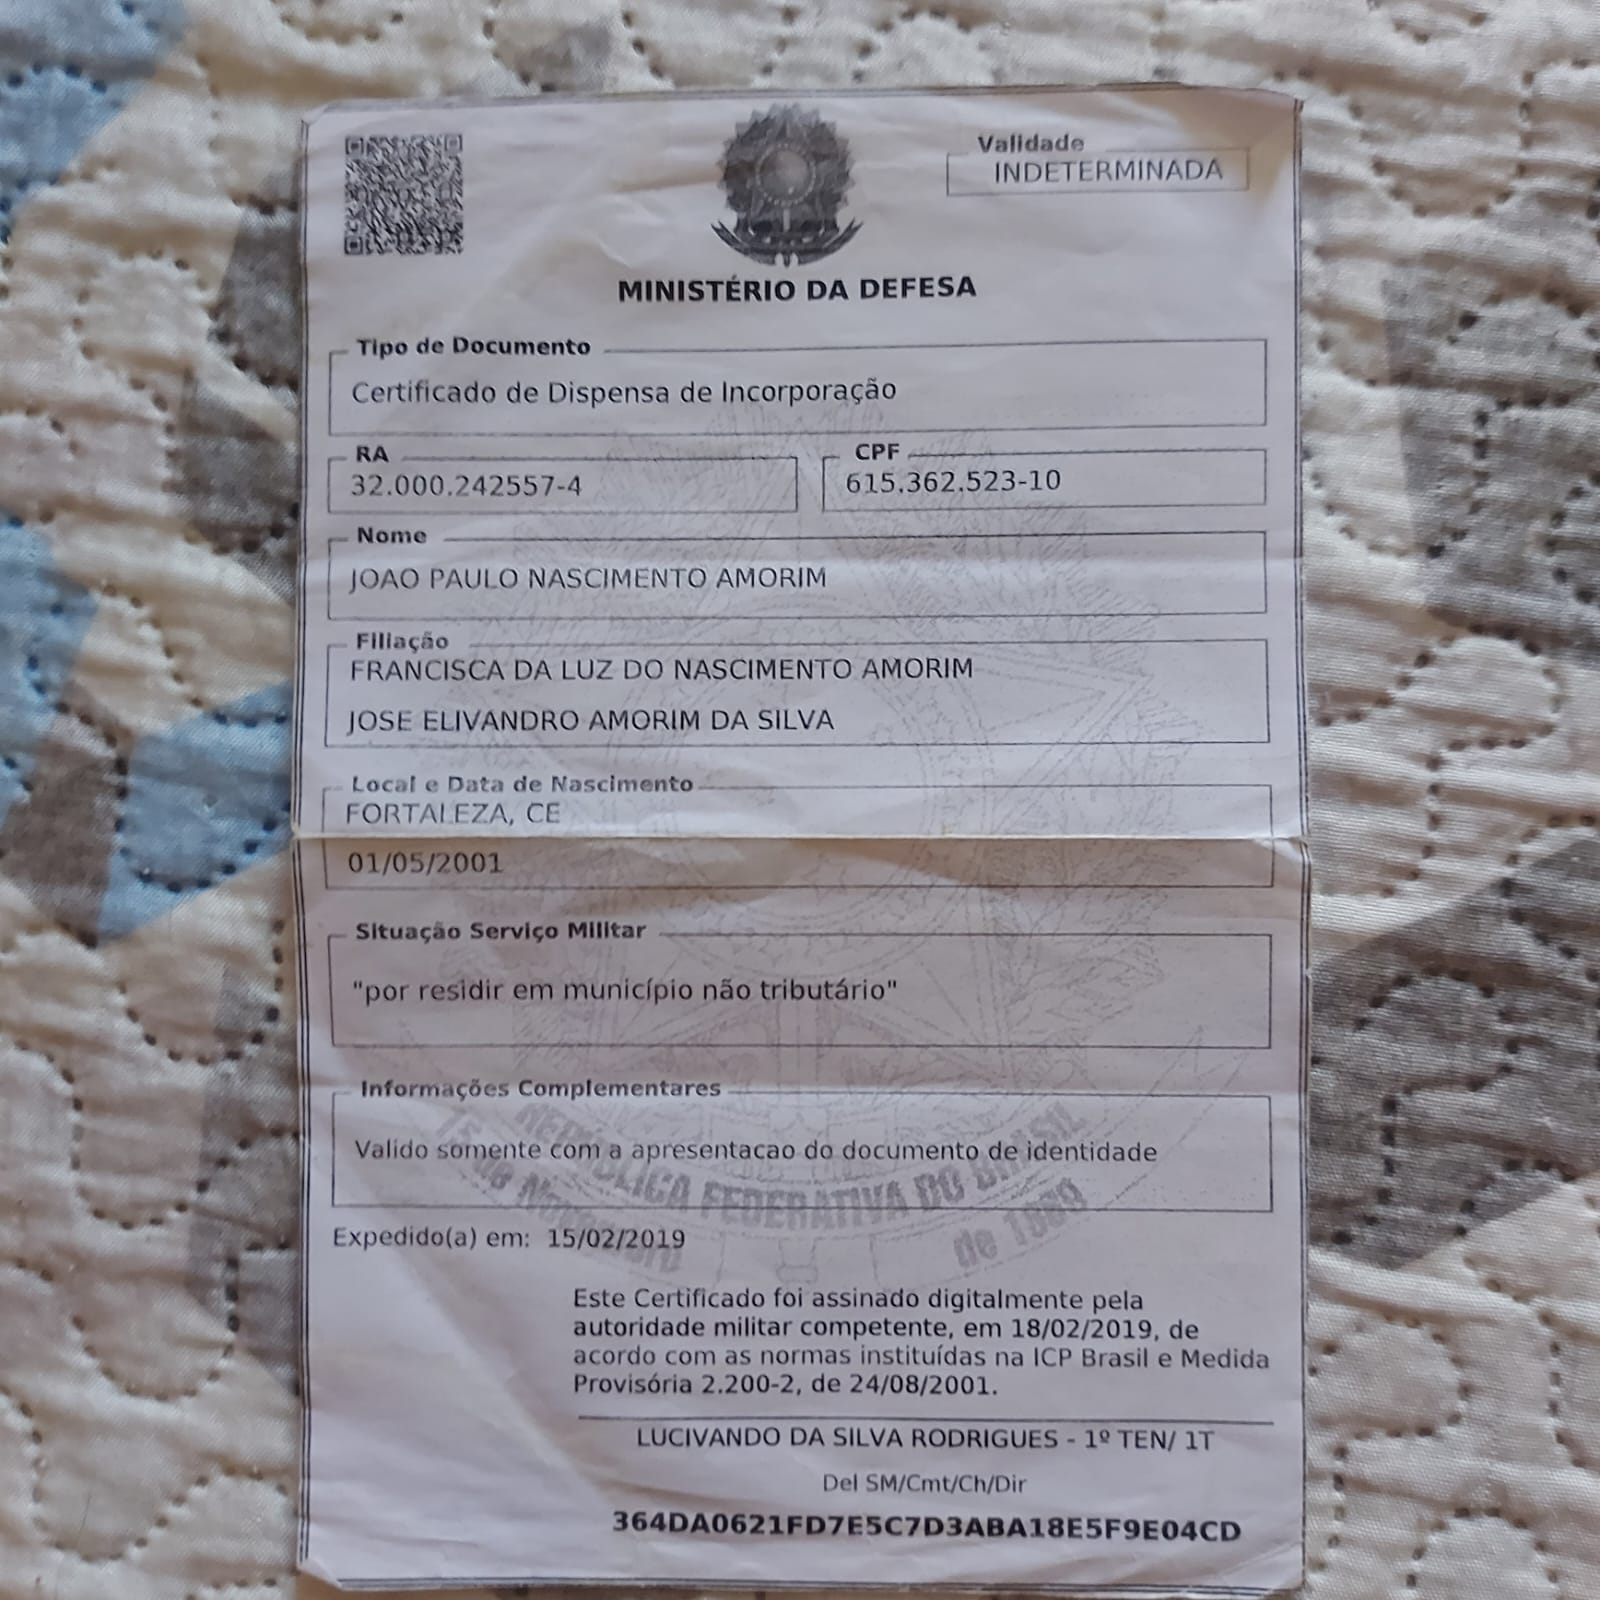 Validade
INDETERMINADA
MINISTÉRIO DA DEFESA
Tipo de Documento
Certificado de Dispensa de Incorporação
RA
32.000.242557-4
CPF
615.362.523-10
Nome
JOAO PAULO NASCIMENTO AMORIM
Filiação
FRANCISCA DA LUZ DO NASCIMENTO AMORIM
JOSE ELIVANDRO AMORIM DA SILVA
Local e Data de Nascimento
FORTALEZA, CE
01/05/2001
Situação Serviço Militar
"por residir em município não tributário"
Informações Complementares
Valido somente com a apresentacao do documento de identidade
REPÚBLICA FEDERATIVA DO BRASIL
15 de Novembro de 1889
Expedido(a) em: 15/02/2019
Este Certificado foi assinado digitalmente pela
autoridade militar competente, em 18/02/2019, de
acordo com as normas instituídas na ICP Brasil e Medida
Provisória 2.200-2, de 24/08/2001.
LUCIVANDO DA SILVA RODRIGUES - 1º TEN/ 1T
Del SM/Cmt/Ch/Dir
364DA0621FD7E5C7D3ABA18E5F9E04CD